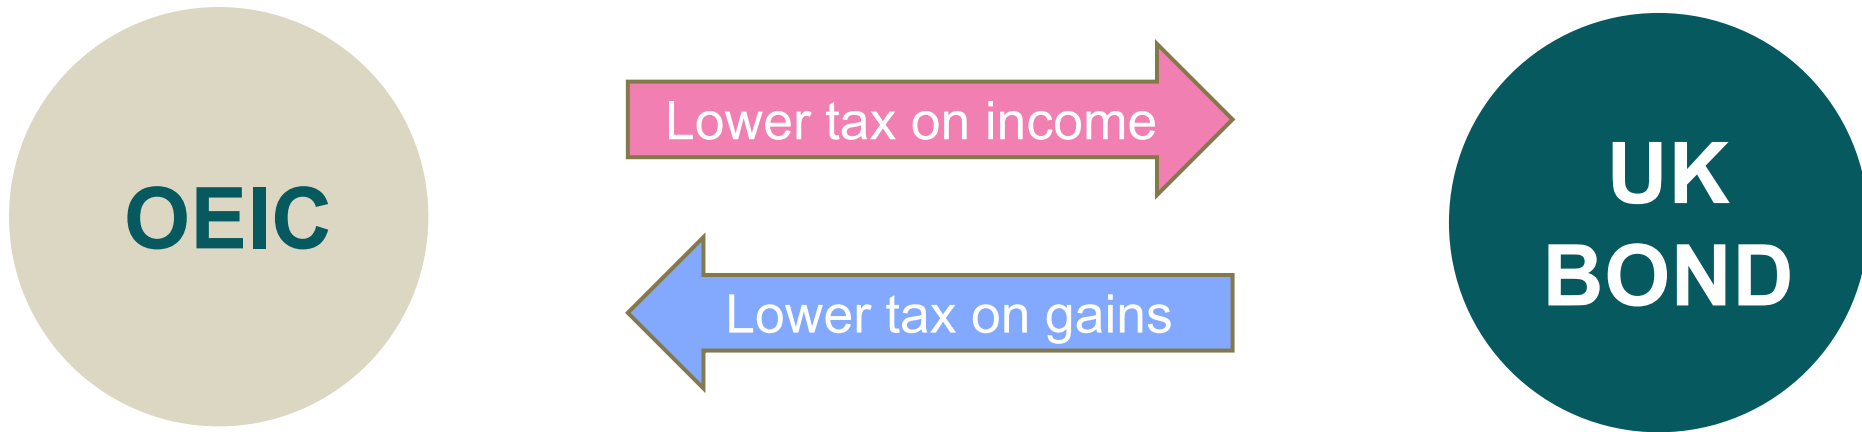 OEIC
Lower tax on income
Lower tax on gains
UK
BOND